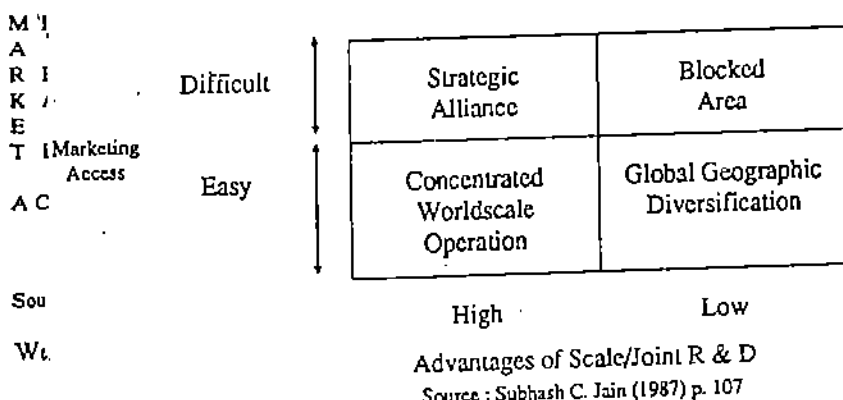 M
A
R
K
E
T
A C
Marketing
Access
Difficult
Strategic
Alliance
Blocked
Area
Easy
Concentrated
Worldscale
Operation
Global Geographic
Diversification
Sou
High
Low
Advantages of Scale/Joint R & D
Source : Subhash C. Jain (1987) p. 107